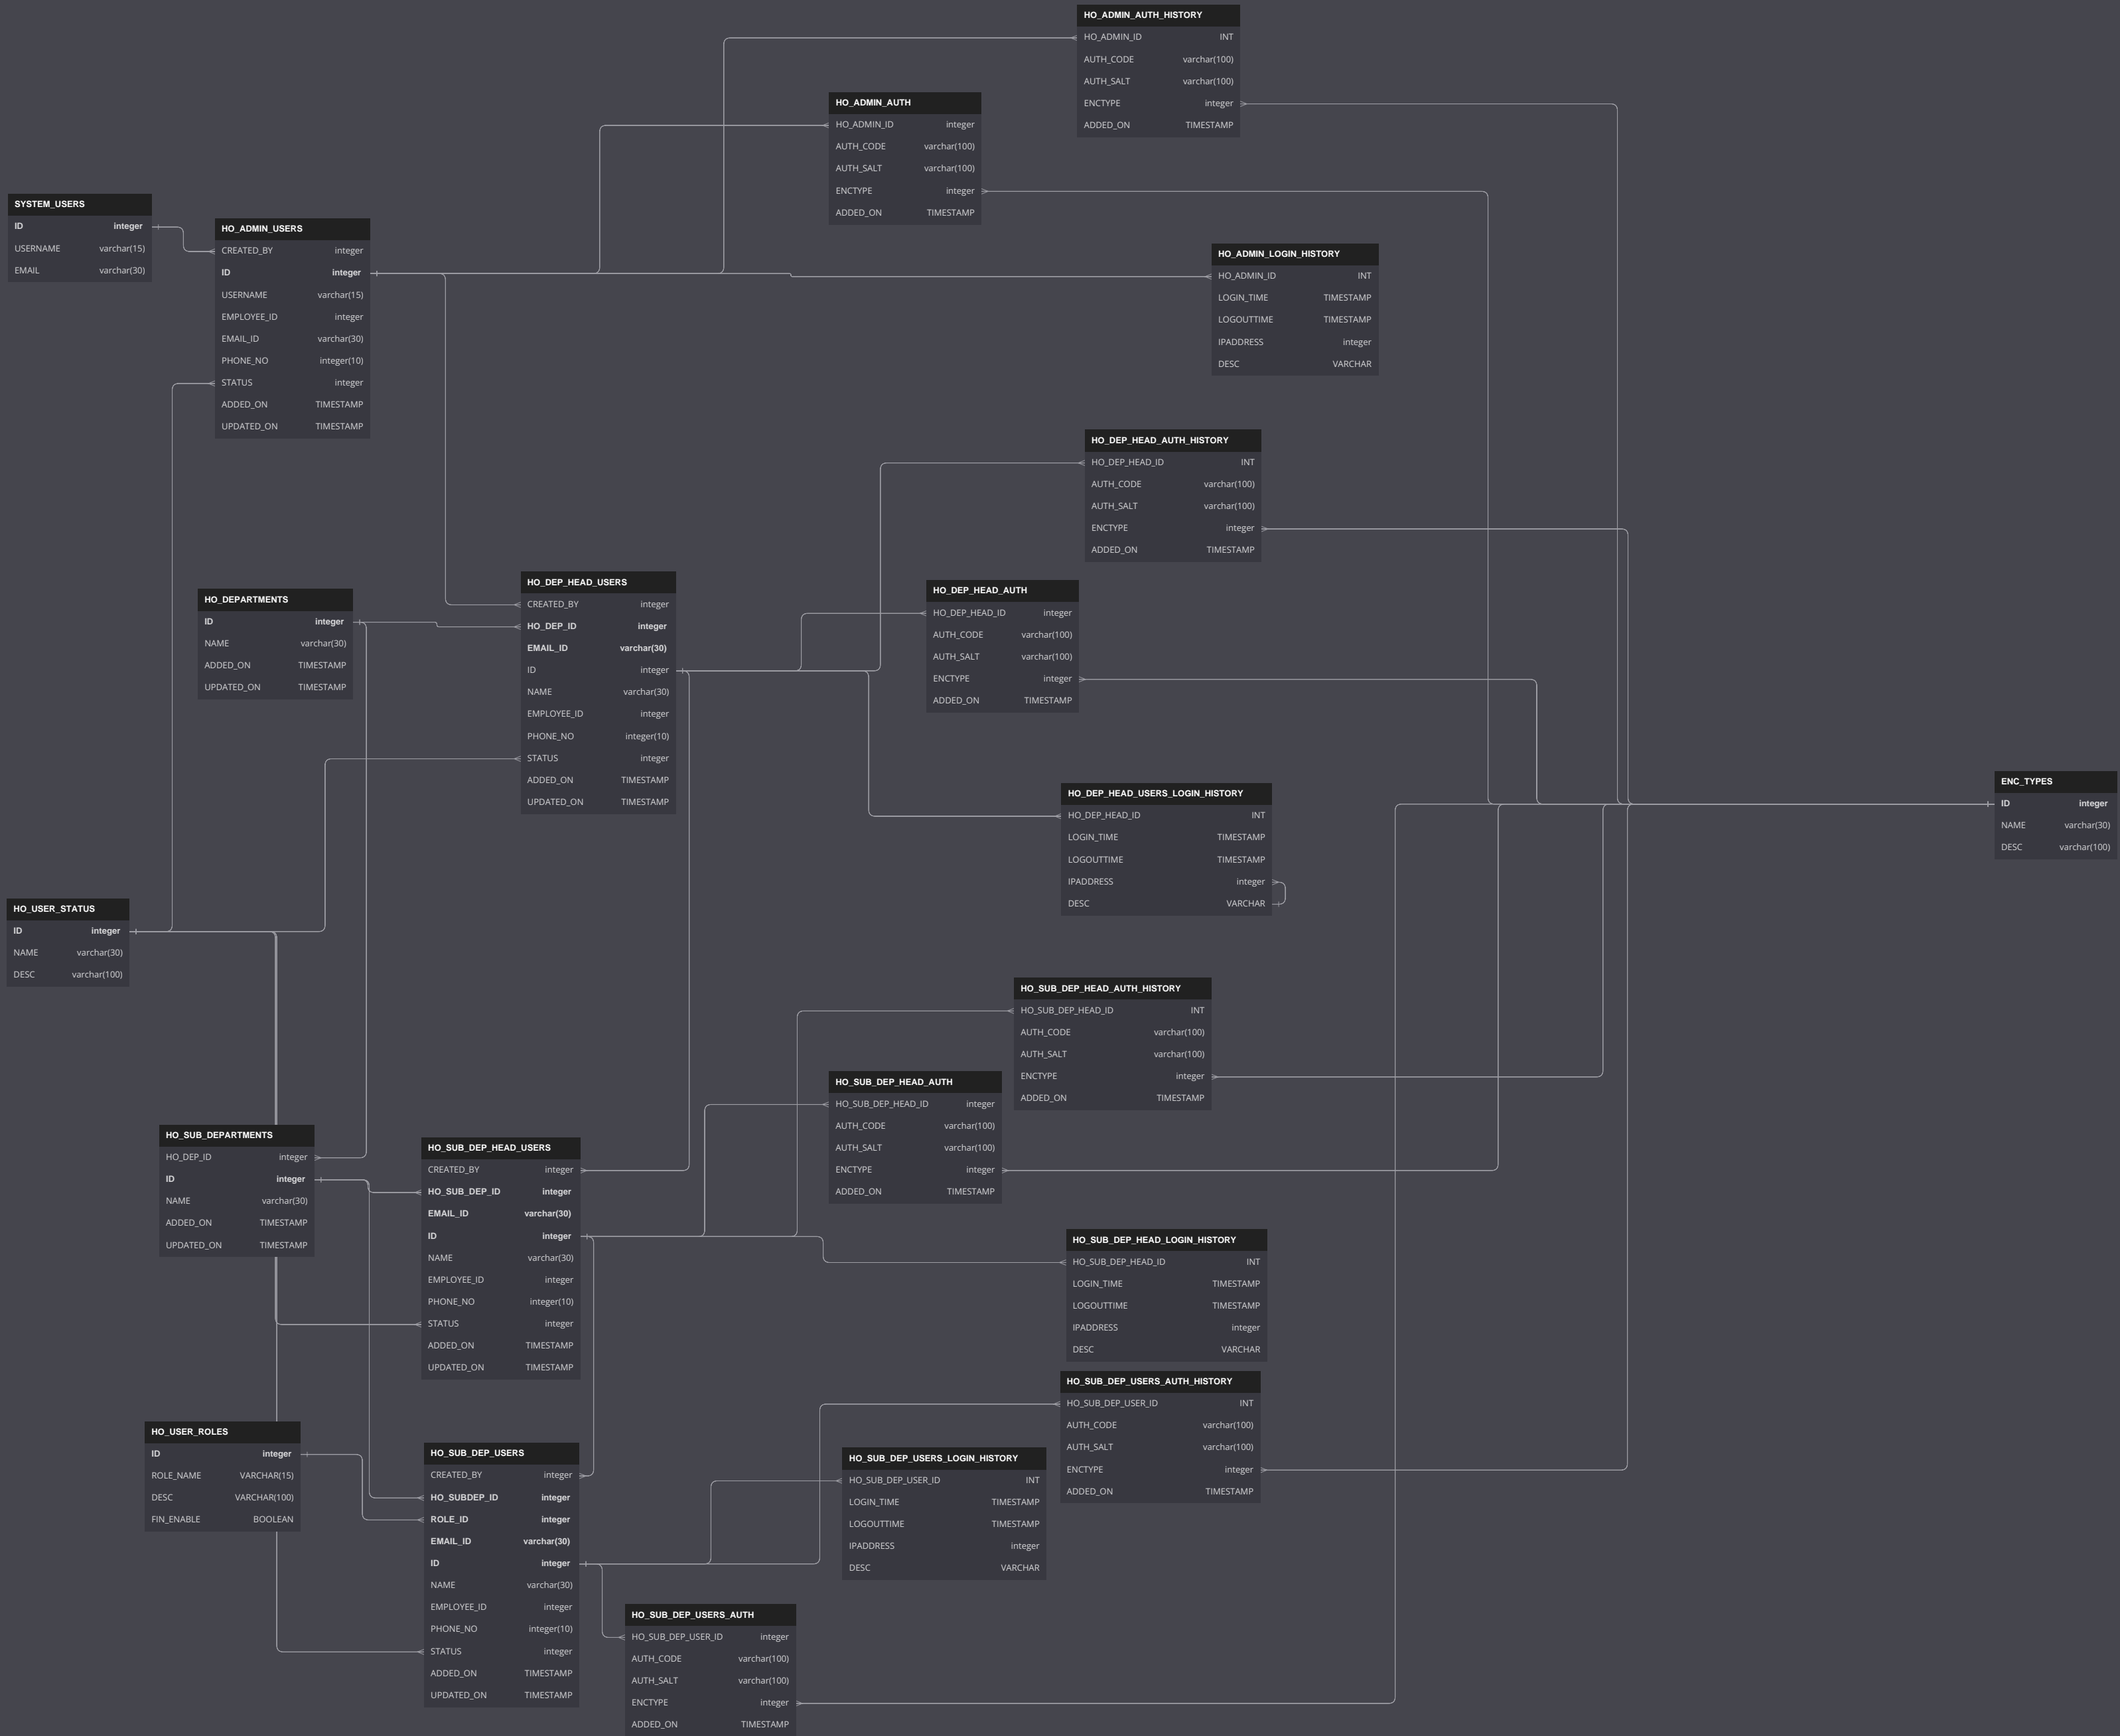 HO_ADMIN_AUTH_HISTORY
HO_ADMIN_ID INT
AUTH_CODE varchar(100)
AUTH_SALT varchar(100)
ENCTYPE integer
ADDED_ON TIMESTAMP
HO_ADMIN_AUTH
HO_ADMIN_ID integer
AUTH_CODE varchar(100)
AUTH_SALT varchar(100)
ENCTYPE integer
ADDED_ON TIMESTAMP
SYSTEM_USERS
ID integer
USERNAME varchar(15)
EMAIL varchar(30)
HO_ADMIN_USERS
CREATED_BY integer
ID integer
USERNAME varchar(15)
EMPLOYEE_ID integer
EMAIL_ID varchar(30)
PHONE_NO integer(10)
STATUS integer
ADDED_ON TIMESTAMP
UPDATED_ON TIMESTAMP
HO_ADMIN_LOGIN_HISTORY
HO_ADMIN_ID INT
LOGIN_TIME TIMESTAMP
LOGOUTTIME TIMESTAMP
IPADDRESS integer
DESC VARCHAR
HO_DEP_HEAD_AUTH_HISTORY
HO_DEP_HEAD_ID INT
AUTH_CODE varchar(100)
AUTH_SALT varchar(100)
ENCTYPE integer
ADDED_ON TIMESTAMP
HO_DEPARTMENTS
ID integer
NAME varchar(30)
ADDED_ON TIMESTAMP
UPDATED_ON TIMESTAMP
HO_DEP_HEAD_USERS
CREATED_BY integer
HO_DEP_ID integer
EMAIL_ID varchar(30)
ID integer
NAME varchar(30)
EMPLOYEE_ID integer
PHONE_NO integer(10)
STATUS integer
ADDED_ON TIMESTAMP
UPDATED_ON TIMESTAMP
HO_DEP_HEAD_AUTH
HO_DEP_HEAD_ID integer
AUTH_CODE varchar(100)
AUTH_SALT varchar(100)
ENCTYPE integer
ADDED_ON TIMESTAMP
HO_DEP_HEAD_USERS_LOGIN_HISTORY
HO_DEP_HEAD_ID INT
LOGIN_TIME TIMESTAMP
LOGOUTTIME TIMESTAMP
IPADDRESS integer
DESC VARCHAR
ENC_TYPES
ID integer
NAME varchar(30)
DESC varchar(100)
HO_USER_STATUS
ID integer
NAME varchar(30)
DESC varchar(100)
HO_SUB_DEP_HEAD_AUTH_HISTORY
HO_SUB_DEP_HEAD_ID INT
AUTH_CODE varchar(100)
AUTH_SALT varchar(100)
ENCTYPE integer
ADDED_ON TIMESTAMP
HO_SUB_DEP_HEAD_AUTH
HO_SUB_DEP_HEAD_ID integer
AUTH_CODE varchar(100)
AUTH_SALT varchar(100)
ENCTYPE integer
ADDED_ON TIMESTAMP
HO_SUB_DEPARTMENTS
HO_DEP_ID integer
ID integer
NAME varchar(30)
ADDED_ON TIMESTAMP
UPDATED_ON TIMESTAMP
HO_SUB_DEP_HEAD_USERS
CREATED_BY integer
HO_SUB_DEP_ID integer
EMAIL_ID varchar(30)
ID integer
NAME varchar(30)
EMPLOYEE_ID integer
PHONE_NO integer(10)
STATUS integer
ADDED_ON TIMESTAMP
UPDATED_ON TIMESTAMP
HO_SUB_DEP_HEAD_LOGIN_HISTORY
HO_SUB_DEP_HEAD_ID INT
LOGIN_TIME TIMESTAMP
LOGOUTTIME TIMESTAMP
IPADDRESS integer
DESC VARCHAR
HO_SUB_DEP_USERS_AUTH_HISTORY
HO_SUB_DEP_USER_ID INT
AUTH_CODE varchar(100)
AUTH_SALT varchar(100)
ENCTYPE integer
ADDED_ON TIMESTAMP
HO_USER_ROLES
ID integer
ROLE_NAME VARCHAR(15)
DESC VARCHAR(100)
FIN_ENABLE BOOLEAN
HO_SUB_DEP_USERS
CREATED_BY integer
HO_SUBDEP_ID integer
ROLE_ID integer
EMAIL_ID varchar(30)
ID integer
NAME varchar(30)
EMPLOYEE_ID integer
PHONE_NO integer(10)
STATUS integer
ADDED_ON TIMESTAMP
UPDATED_ON TIMESTAMP
HO_SUB_DEP_USERS_LOGIN_HISTORY
HO_SUB_DEP_USER_ID INT
LOGIN_TIME TIMESTAMP
LOGOUTTIME TIMESTAMP
IPADDRESS integer
DESC VARCHAR
HO_SUB_DEP_USERS_AUTH
HO_SUB_DEP_USER_ID integer
AUTH_CODE varchar(100)
AUTH_SALT varchar(100)
ENCTYPE integer
ADDED_ON TIMESTAMP